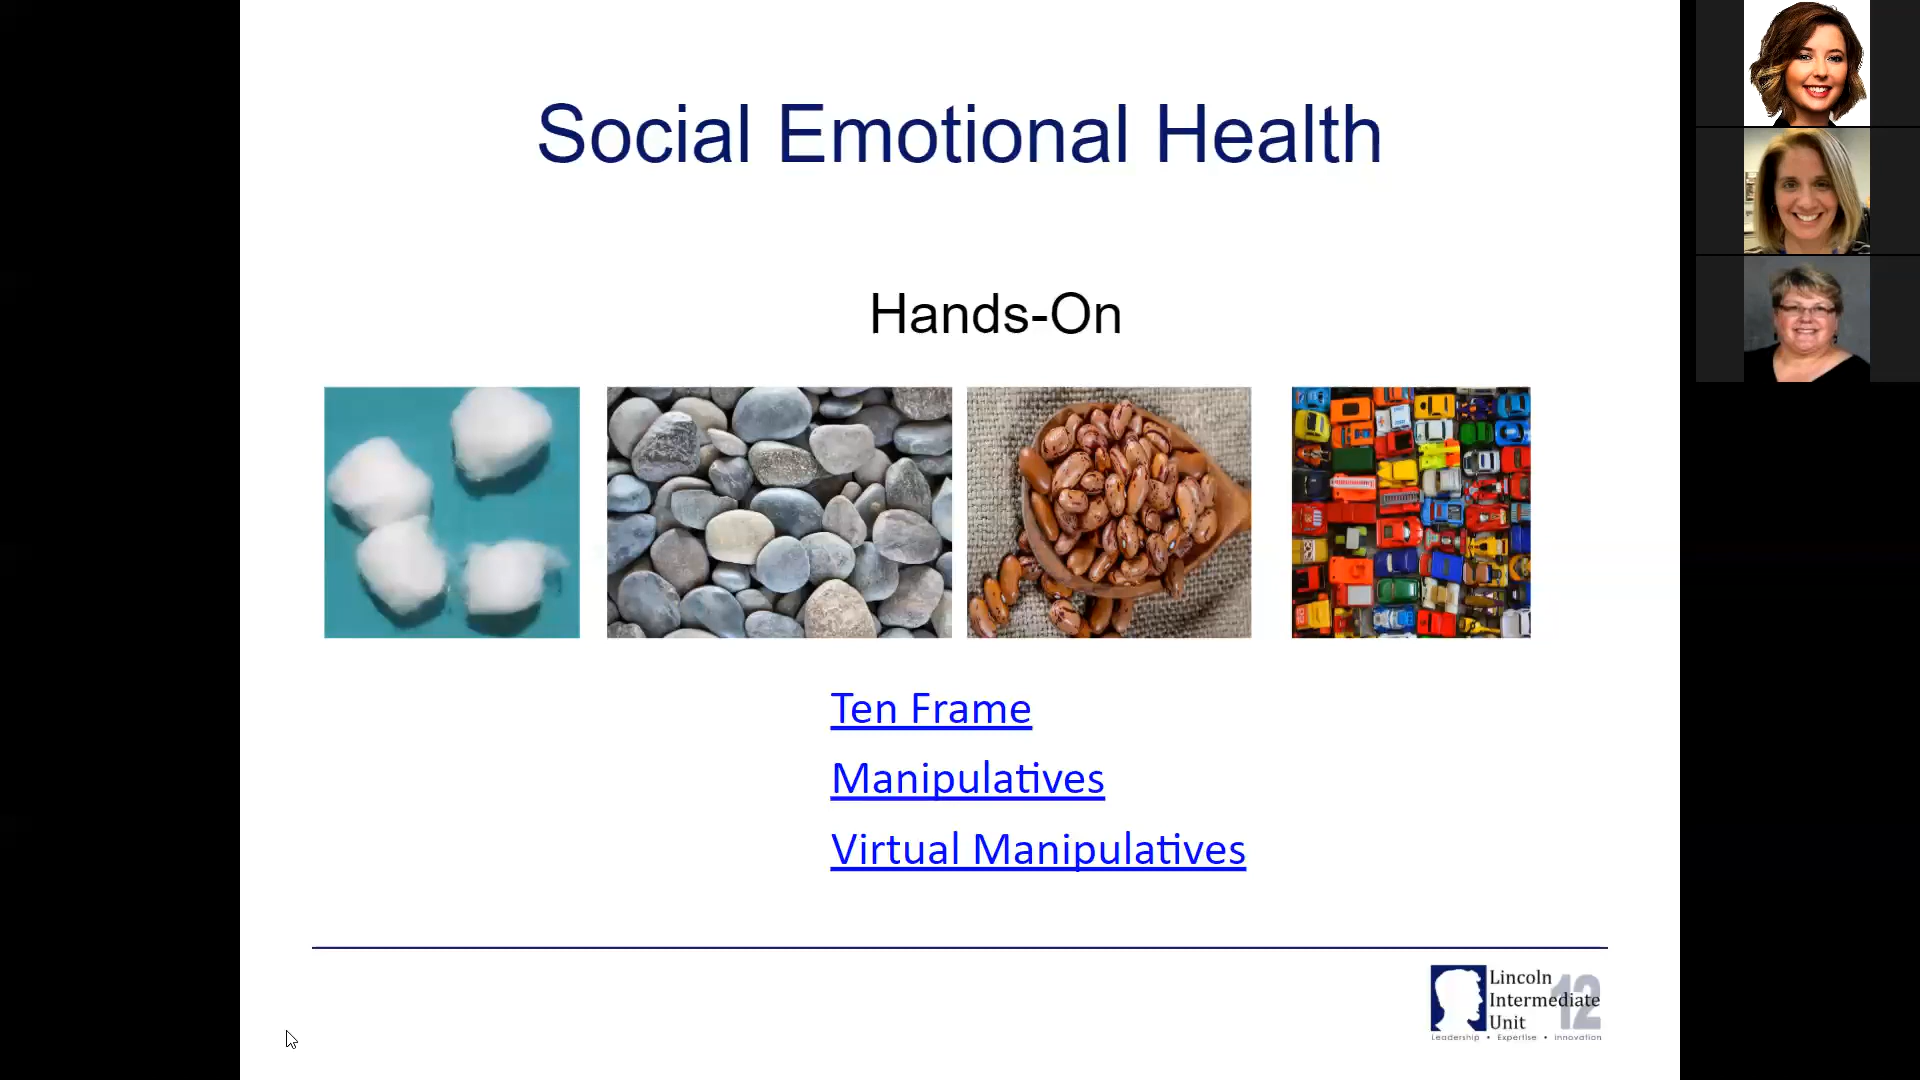 Social Emotional Health
Hands-On
Ten Frame
Manipulatives
Virtual Manipulatives
Lincoln
Intermediate
Unit
12
Leadership • Expertise • Innovation